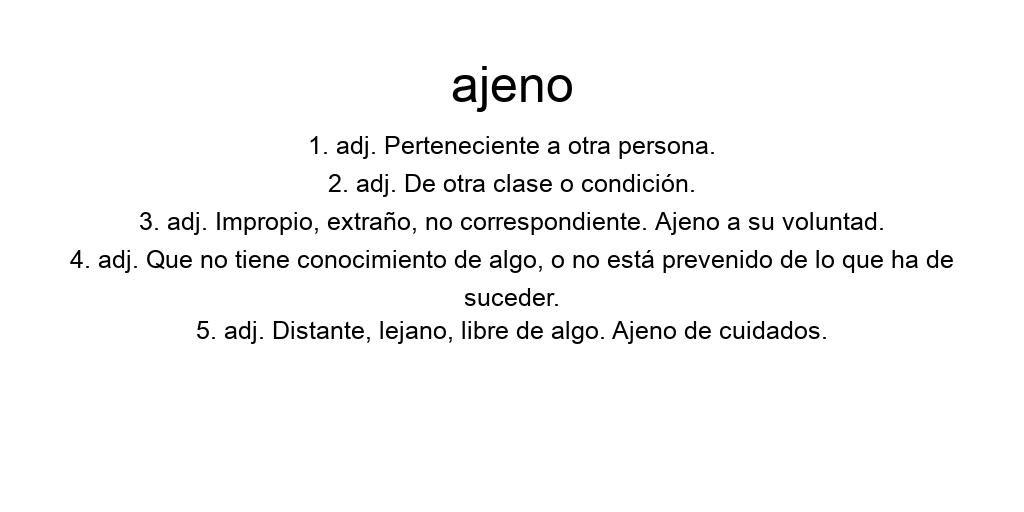 ajeno
1. adj. Perteneciente a otra persona.
2. adj. De otra clase o condición.
3. adj. Impropio, extraño, no correspondiente. Ajeno a su voluntad.
4. adj. Que no tiene conocimiento de algo, o no está prevenido de lo que ha de
suceder.
5. adj. Distante, lejano, libre de algo. Ajeno de cuidados.